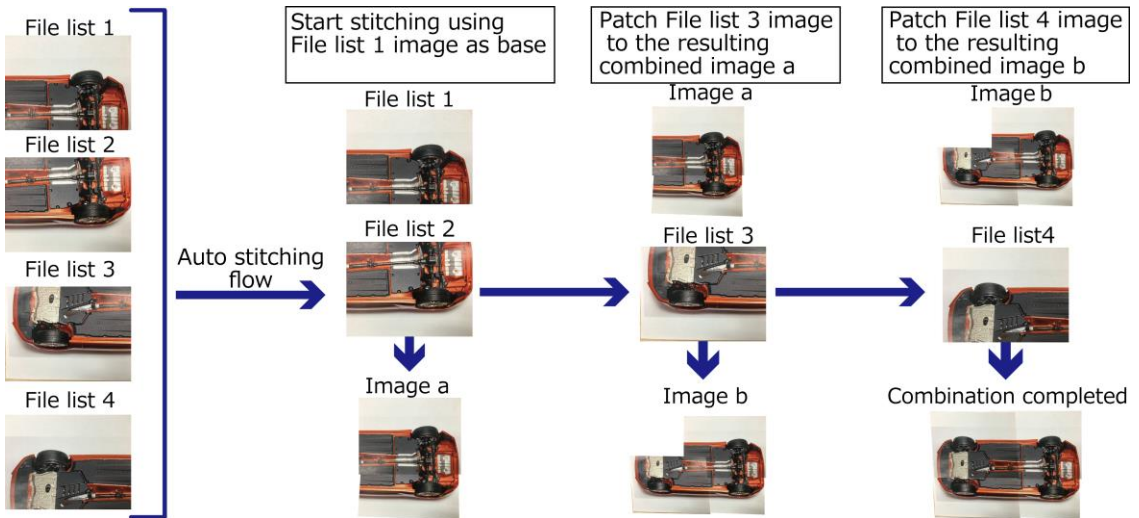 File list 1
File list 2
File list 3
File list 4
Auto stitching
flow
Start stitching using
File list 1 image as base
File list 1
File list 2
Image a
Patch File list 3 image
to the resulting
combined image a
Image a
File list 3
Image b
Patch File list 4 image
to the resulting
combined image b
Image b
File list4
Combination completed